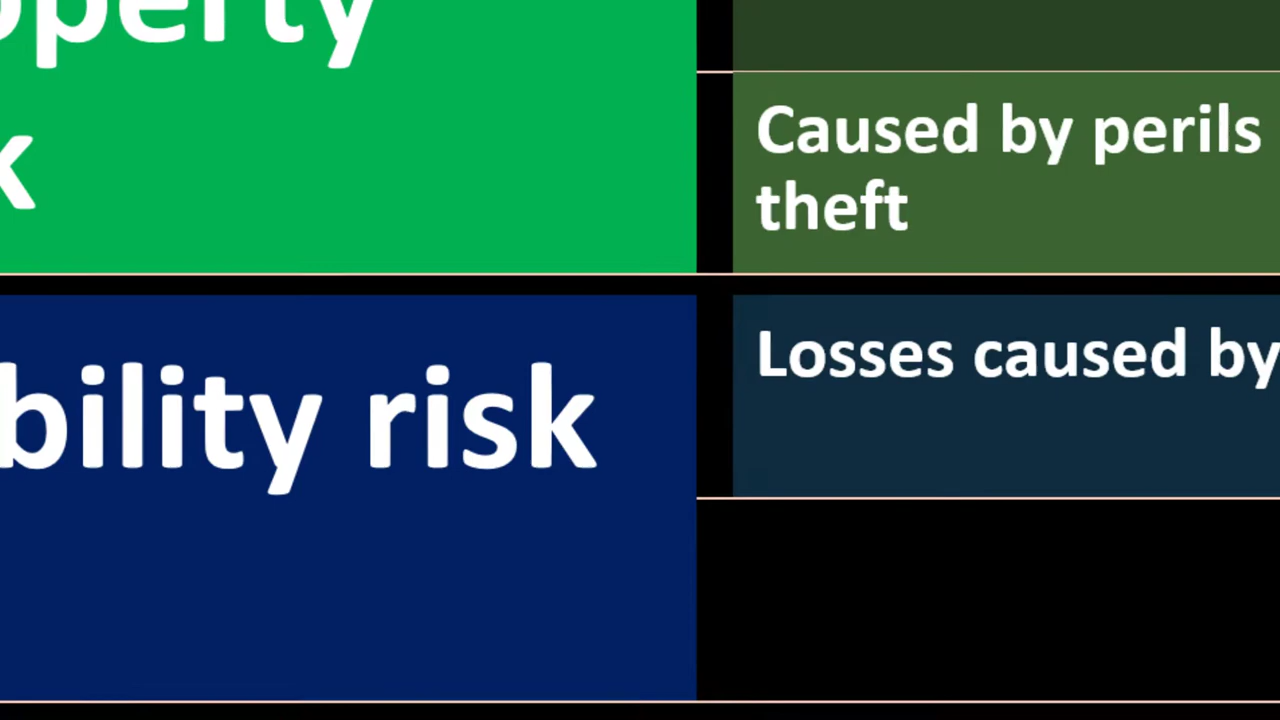 operty
k
Caused by perils
theft
bility risk
Losses caused by